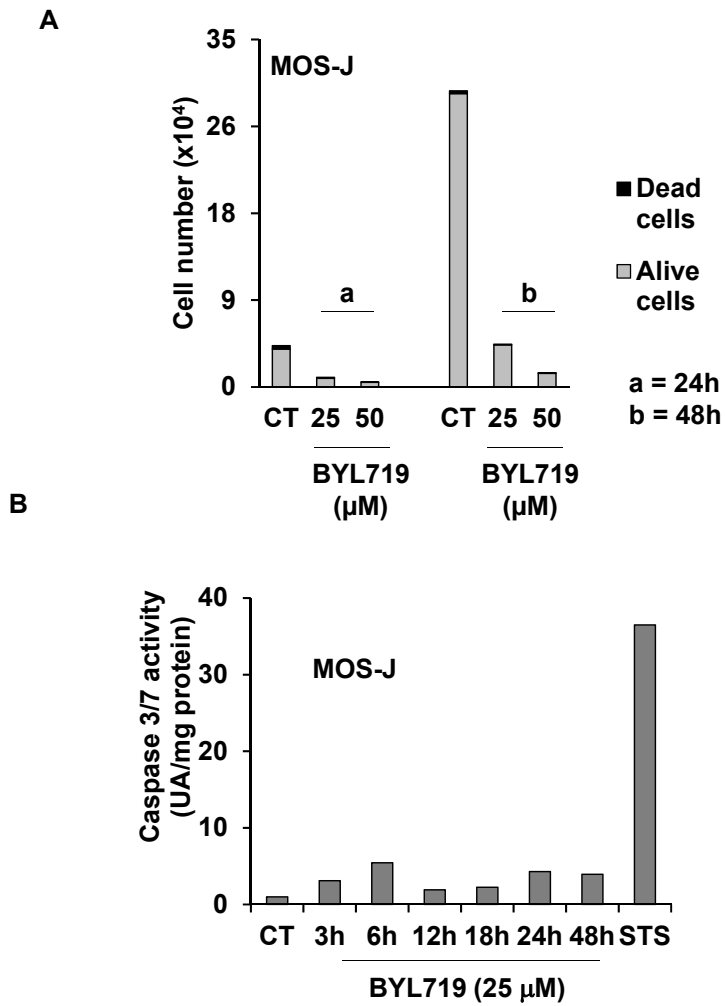 A
35
26
18
9
0
Cell number (x10⁴)
MOS-J
a
b
CT 25 50 CT 25 50
BYL719 BYL719
(µM) (µM)
Dead
cells
Alive
cells
a = 24h
b = 48h
B
40
30
20
10
0
Caspase 3/7 activity
(UA/mg protein)
MOS-J
CT 3h 6h 12h 18h 24h 48h STS
BYL719 (25 µM)